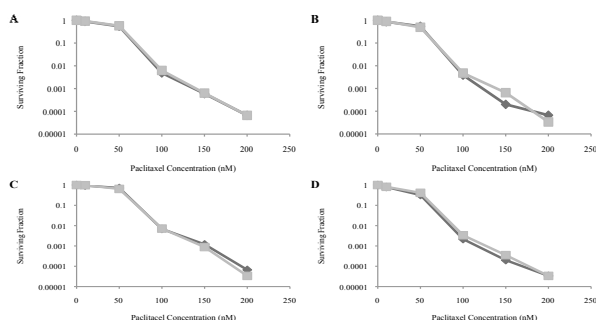 A
Surviving Fraction
1
0.1
0.01
0.001
0.0001
0.00001
0 50 100 150 200 250
Paclitaxel Concentration (nM)
B
Surviving Fraction
1
0.1
0.01
0.001
0.0001
0.00001
0 50 100 150 200 250
Paclitaxel Concentration (nM)
C
Surviving Fraction
1
0.1
0.01
0.001
0.0001
0.00001
0 50 100 150 200 250
Paclitacel Concentration (nM)
D
Surviving Fraction
1
0.1
0.01
0.001
0.0001
0.00001
0 50 100 150 200 250
Paclitaxel Concentration (nM)